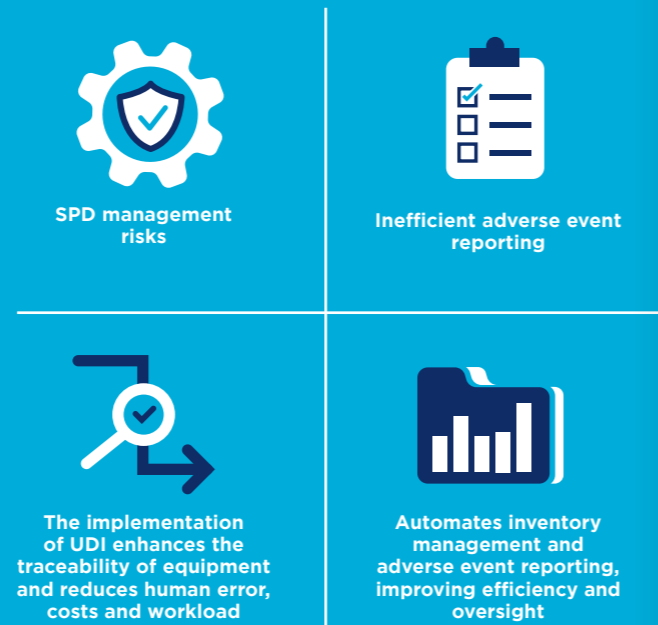 SPD management
risks
Inefficient adverse event
reporting
The implementation
of UDI enhances the
traceability of equipment
and reduces human error,
costs and workload
Automates inventory
management and
adverse event reporting,
improving efficiency and
oversight